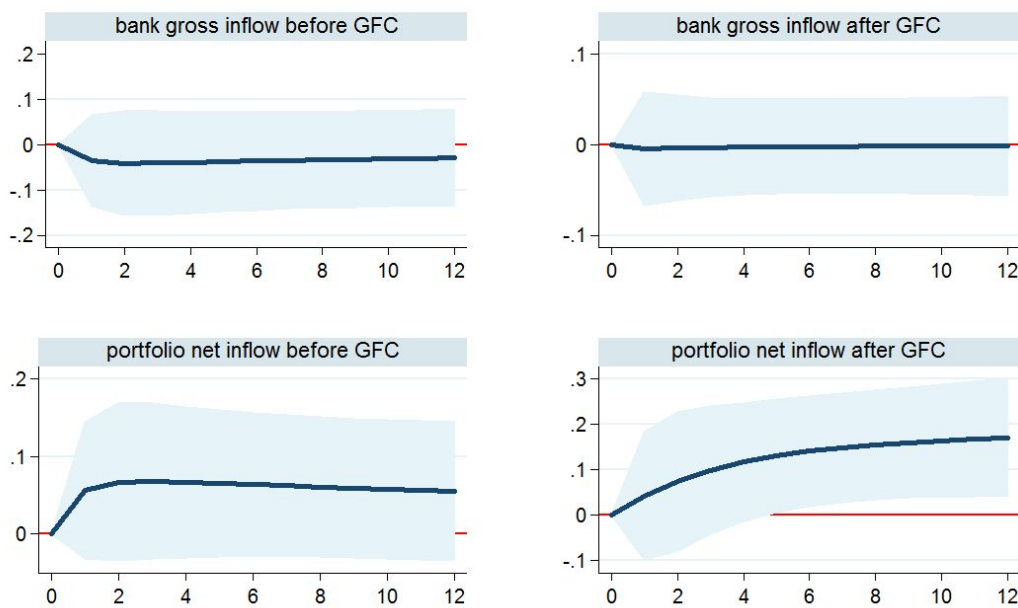 bank gross inflow before GFC
.2
.1
0
-.1
-.2
0 2 4 6 8 10 12
bank gross inflow after GFC
.1
0
-.1
0 2 4 6 8 10 12
portfolio net inflow before GFC
.2
.1
0
0 2 4 6 8 10 12
portfolio net inflow after GFC
.3
.2
.1
0
-.1
0 2 4 6 8 10 12